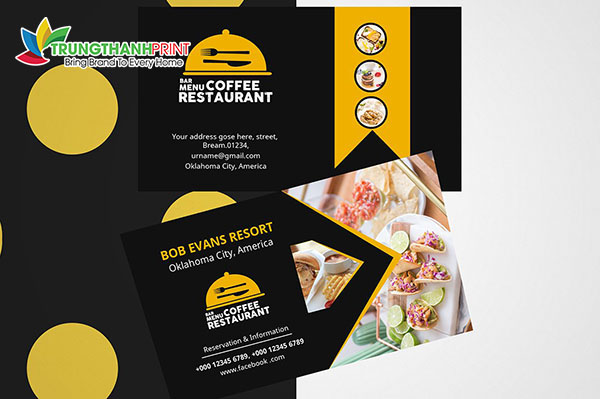 TRUNGTHANHPRINT
Bring Brand To Every Home
BAR
MENU COFFEE
RESTAURANT
Your address gose here, street,
Bream.01234,
urname@gmail.com
Oklahoma City, America
BOB EVANS RESORT
Oklahoma City, America
BAR
MENU COFFEE
RESTAURANT
Reservation & Information
+000 12345 6789, +000 12345 6789
www.facebook .com